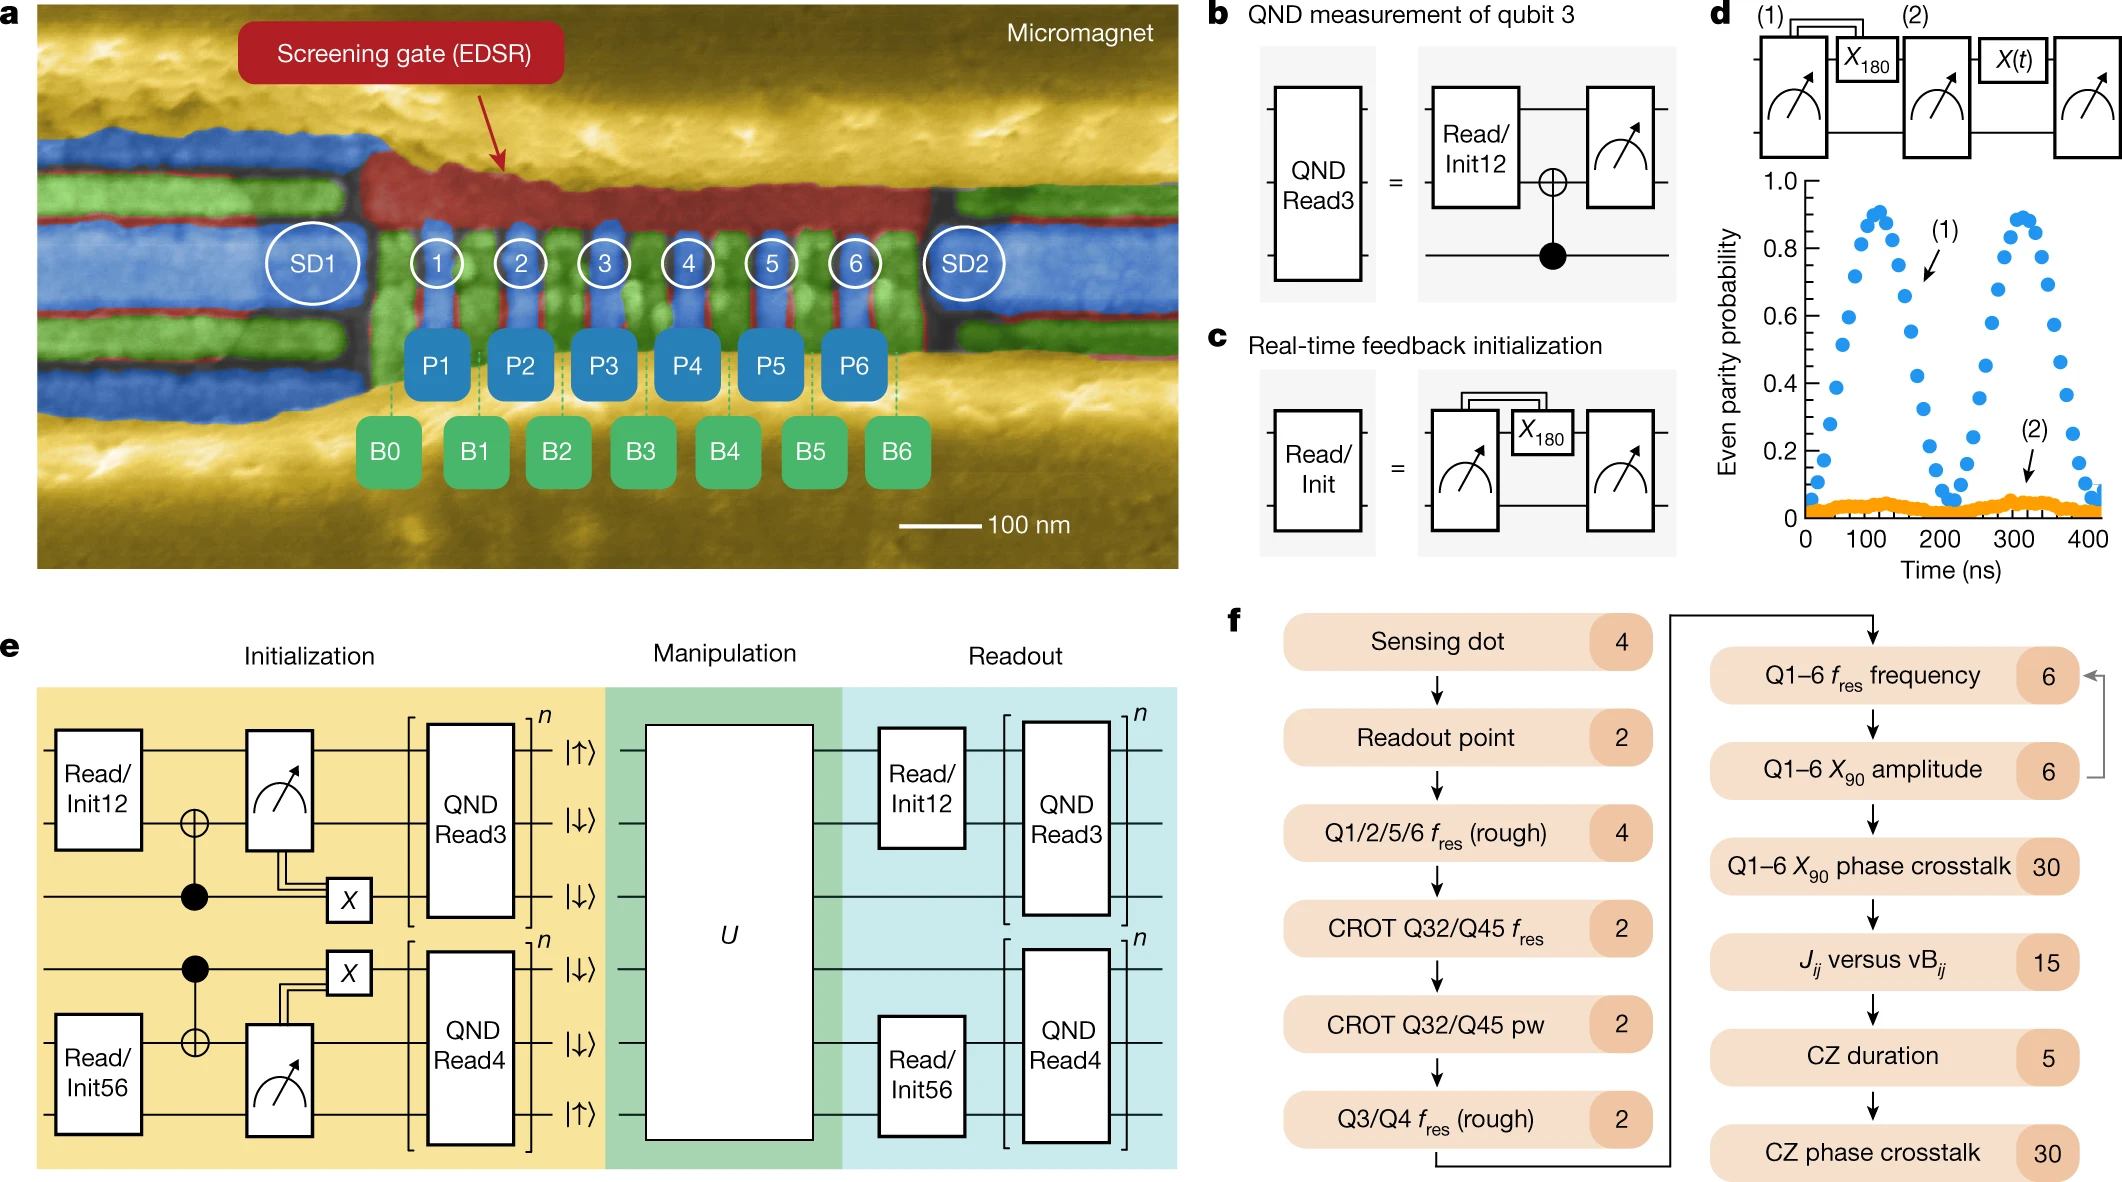 a
Micromagnet
Screening gate (EDSR)
SD1
1
2
3
4
5
6
SD2
P1
P2
P3
P4
P5
P6
B0
B1
B2
B3
B4
B5
B6
100 nm
b QND measurement of qubit 3
QND
Read3
=
Read/
Init12
c Real-time feedback initialization
Read/
Init
=
X180
d
(1)
(2)
X180
X(t)
Even parity probability
1.0
0.8
0.6
0.4
0.2
0
(1)
(2)
0 100 200 300 400
Time (ns)
e
Initialization
Manipulation
Readout
Read/
Init12
X
QND
Read3
n
|↑⟩
|↓⟩
|↓⟩
Read/
Init56
X
QND
Read4
n
|↓⟩
|↓⟩
|↑⟩
U
Read/
Init12
QND
Read3
n
Read/
Init56
QND
Read4
n
f
Sensing dot 4
Readout point 2
Q1/2/5/6 fres (rough) 4
CROT Q32/Q45 fres 2
CROT Q32/Q45 pw 2
Q3/Q4 fres (rough) 2
Q1–6 fres frequency 6
Q1–6 X90 amplitude 6
Q1–6 X90 phase crosstalk 30
Jij versus vBij 15
CZ duration 5
CZ phase crosstalk 30